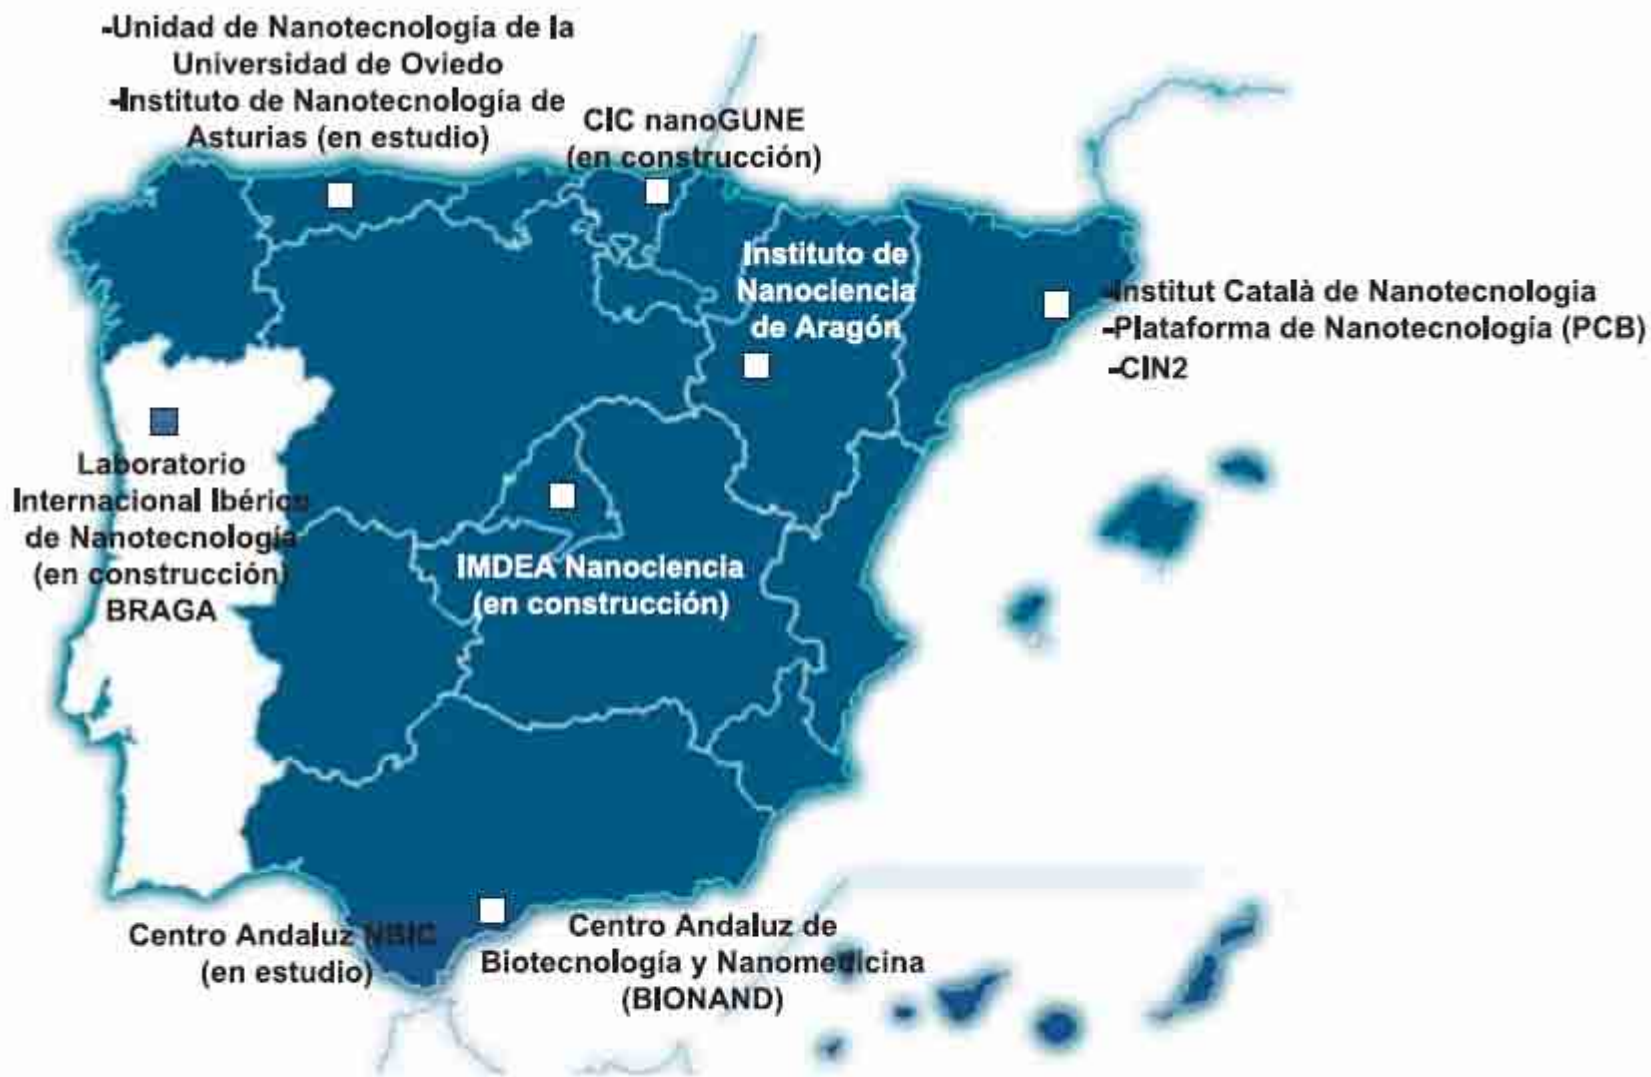 -Unidad de Nanotecnología de la
Universidad de Oviedo
-Instituto de Nanotecnología de
Asturias (en estudio)
CIC nanoGUNE
(en construcción)
Instituto de
Nanociencia
de Aragón
-Institut Català de Nanotecnologia
-Plataforma de Nanotecnología (PCB)
-CIN2
Laboratorio
Internacional Ibérico
de Nanotecnología
(en construcción)
BRAGA
IMDEA Nanociencia
(en construcción)
Centro Andaluz NBIC
(en estudio)
Centro Andaluz de
Biotecnología y Nanomedicina
(BIONAND)